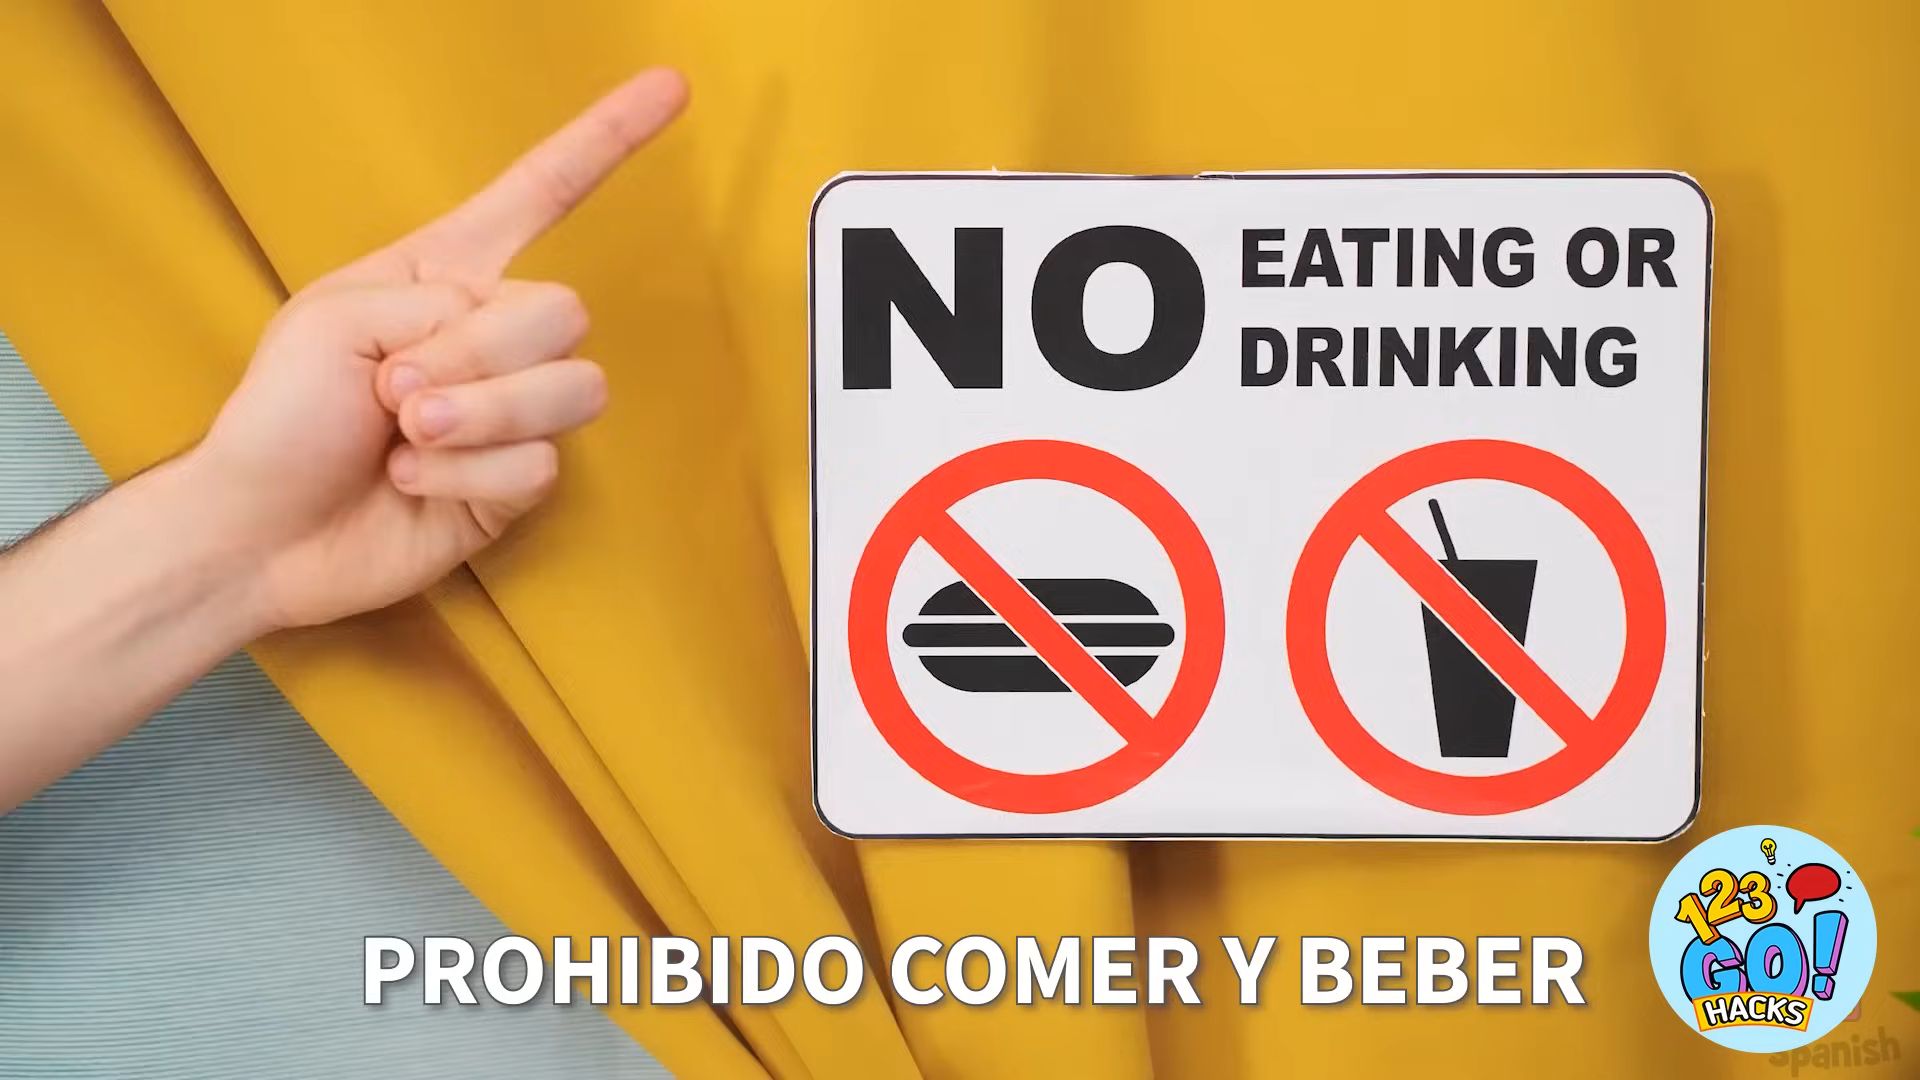 NO EATING OR
DRINKING
PROHIBIDO COMER Y BEBER
123
GO!
HACKS
Spanish